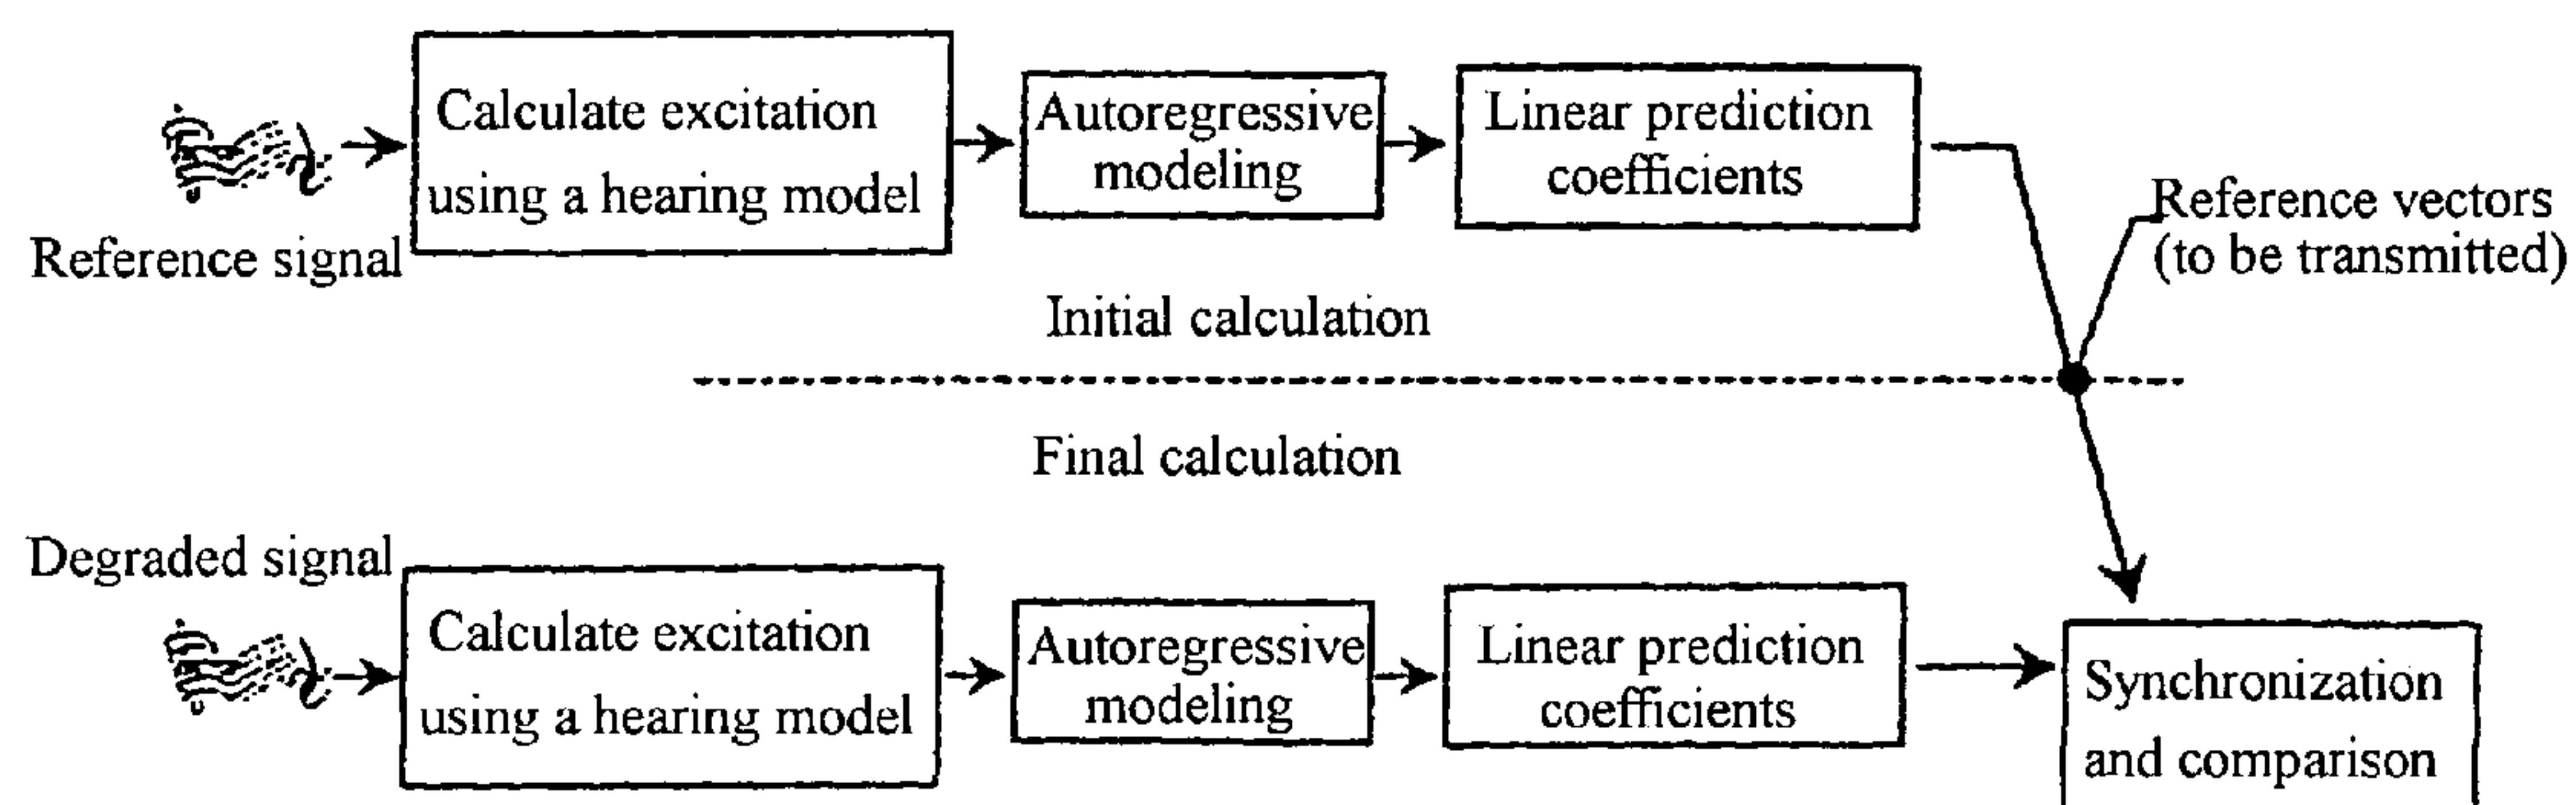 Calculate excitation
using a hearing model
Autoregressive
modeling
Linear prediction
coefficients
Reference signal
Reference vectors
(to be transmitted)
Initial calculation
Final calculation
Degraded signal
Calculate excitation
using a hearing model
Autoregressive
modeling
Linear prediction
coefficients
Synchronization
and comparison